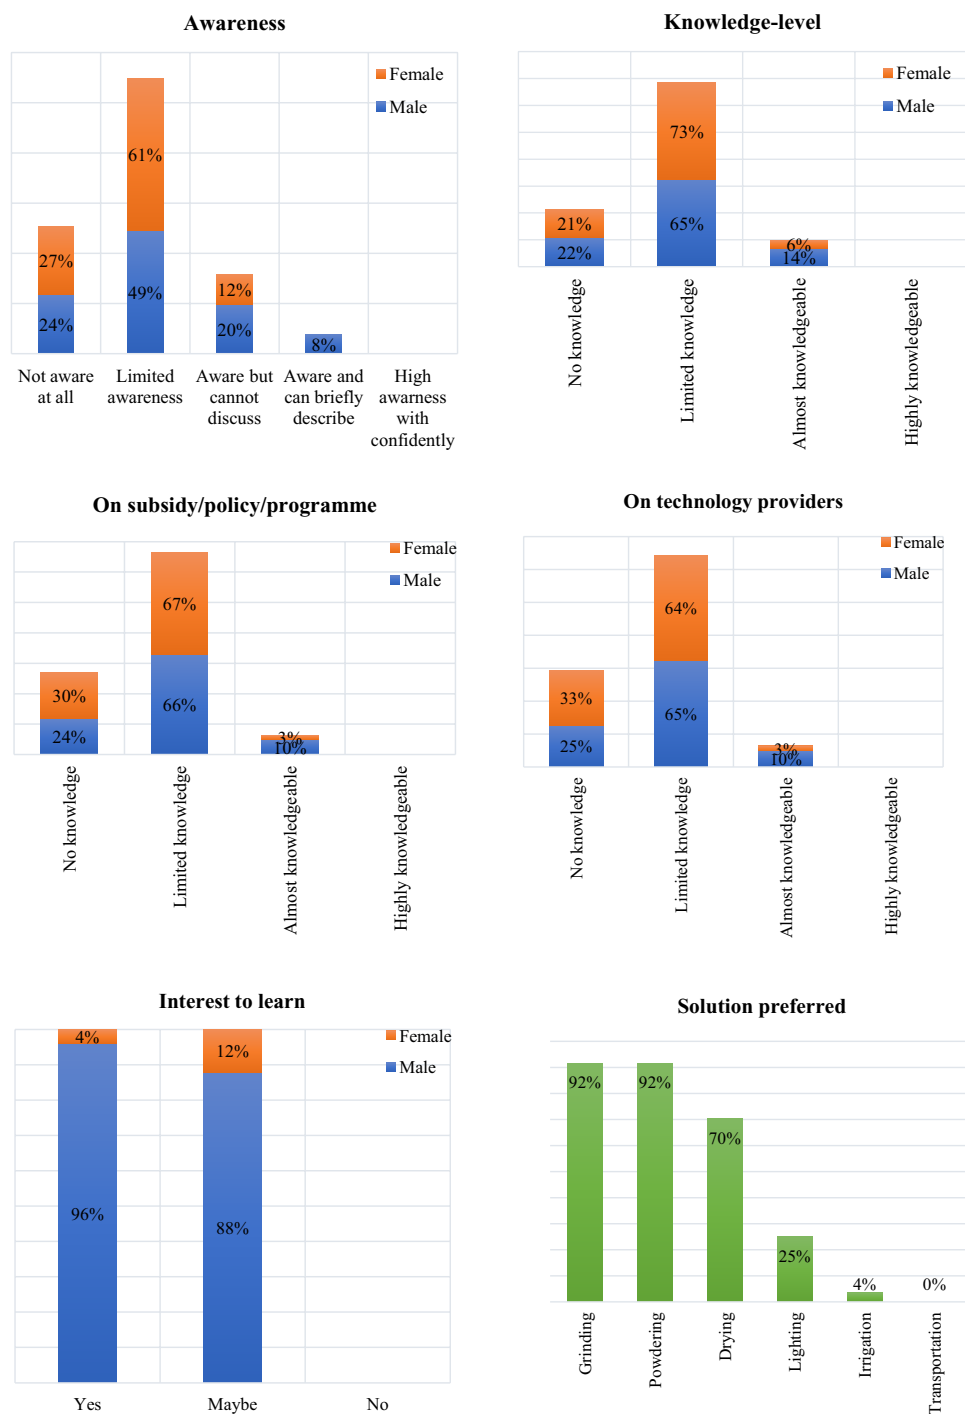 Awareness
Female
Male
61%
27%
49%
24%
12%
20%
8%
Not aware
at all
Limited
awareness
Aware but
cannot
discuss
Aware and
can briefly
describe
High
awarness
with
confidently
Knowledge-level
Female
Male
73%
65%
21%
22%
6%
14%
No knowledge
Limited knowledge
Almost knowledgeable
Highly knowledgeable
On subsidy/policy/programme
Female
Male
67%
66%
30%
24%
3%
10%
No knowledge
Limited knowledge
Almost knowledgeable
Highly knowledgeable
On technology providers
Female
Male
64%
65%
33%
25%
3%
10%
No knowledge
Limited knowledge
Almost knowledgeable
Highly knowledgeable
Interest to learn
Female
Male
4%
12%
96%
88%
Yes
Maybe
No
Solution preferred
92%
92%
70%
25%
4%
0%
Grinding
Powdering
Drying
Lighting
Irrigation
Transportation